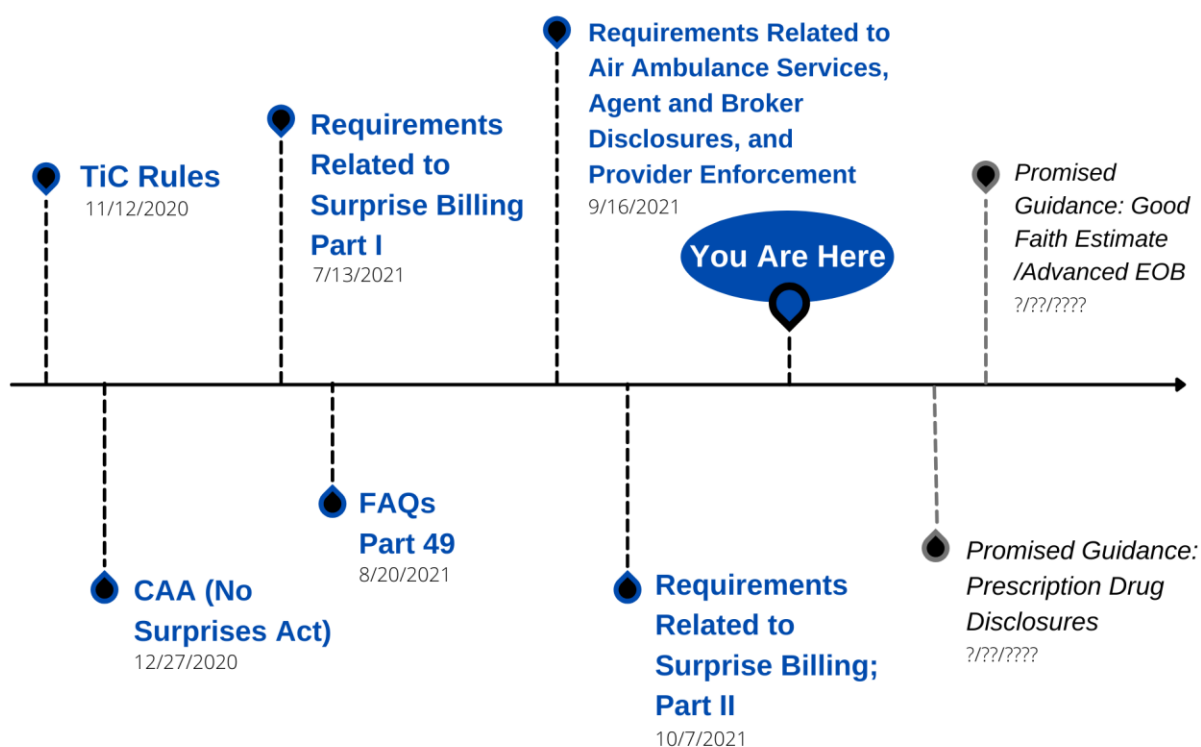 TiC Rules
11/12/2020
CAA (No
Surprises Act)
12/27/2020
Requirements
Related to
Surprise Billing
Part I
7/13/2021
FAQs
Part 49
8/20/2021
Requirements Related to
Air Ambulance Services,
Agent and Broker
Disclosures, and
Provider Enforcement
9/16/2021
Requirements
Related to
Surprise Billing;
Part II
10/7/2021
You Are Here
Promised Guidance:
Prescription Drug
Disclosures
?/??/????
Promised
Guidance: Good
Faith Estimate
/Advanced EOB
?/??/????